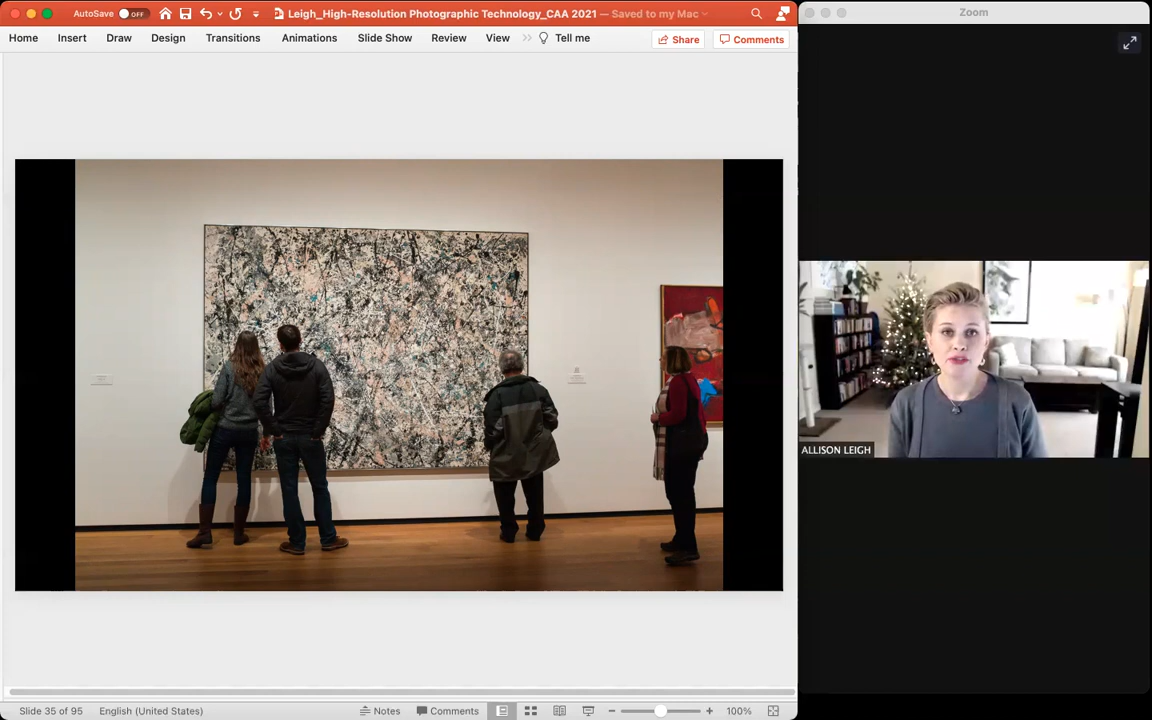 AutoSave OFF Leigh_High-Resolution Photographic Technology_CAA 2021 — Saved to my Mac
Home Insert Draw Design Transitions Animations Slide Show Review View Tell me Share Comments
Zoom
ALLISON LEIGH
Slide 35 of 95 English (United States) Notes Comments 100%